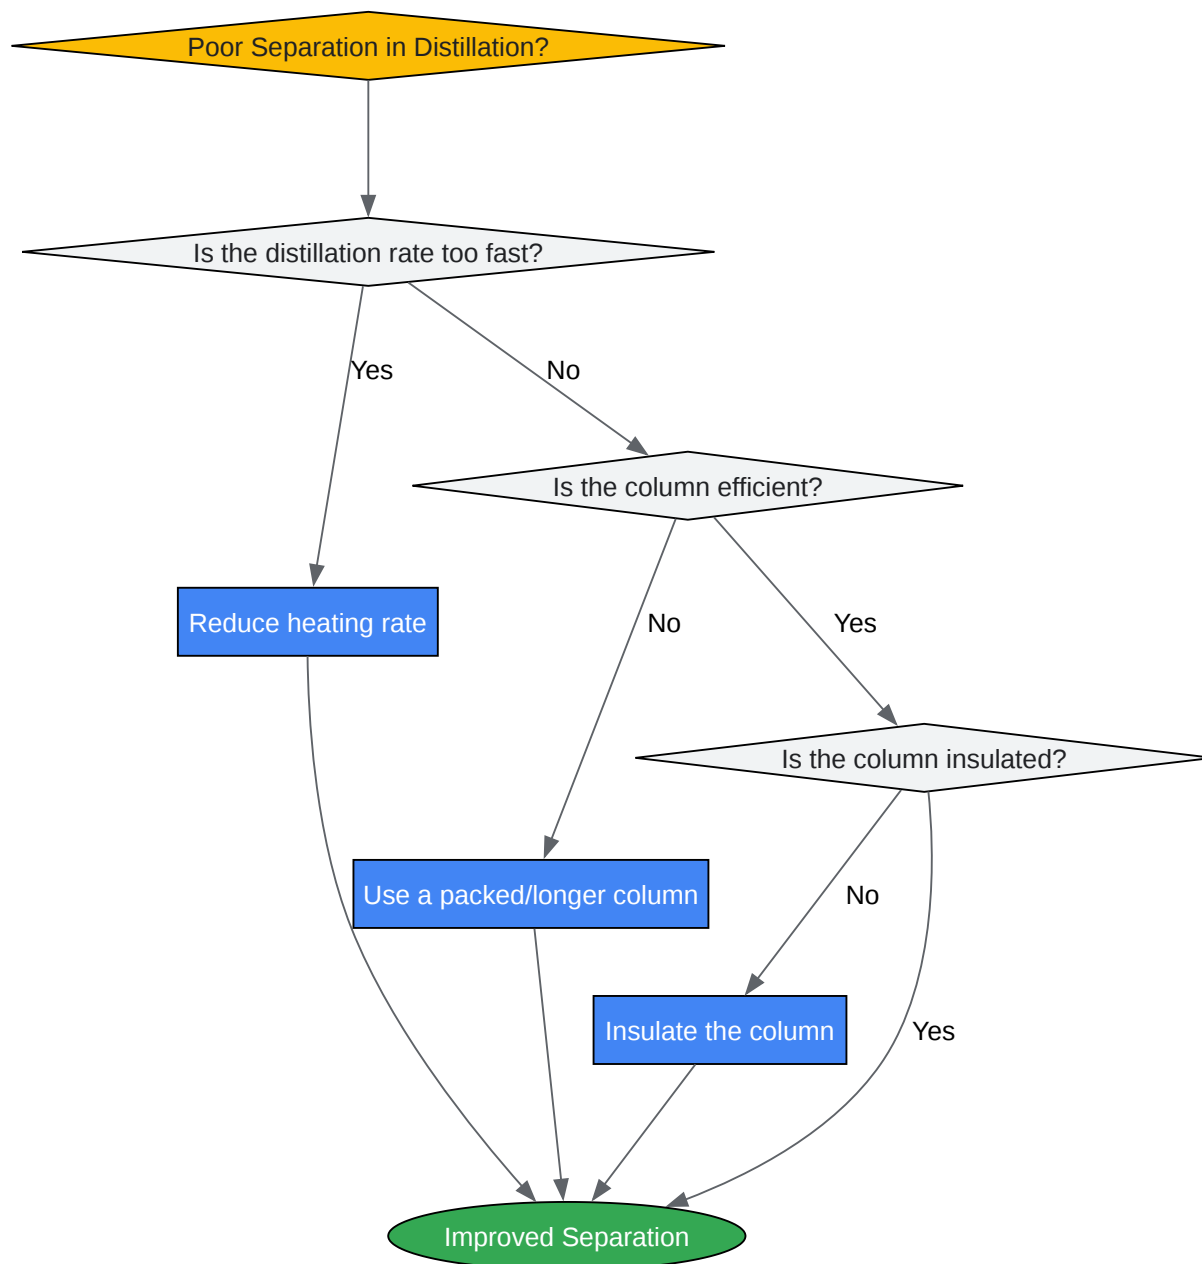 Poor Separation in Distillation?
Is the distillation rate too fast?
Yes
No
Is the column efficient?
Reduce heating rate
No
Yes
Is the column insulated?
Use a packed/longer column
No
Insulate the column
Yes
Improved Separation